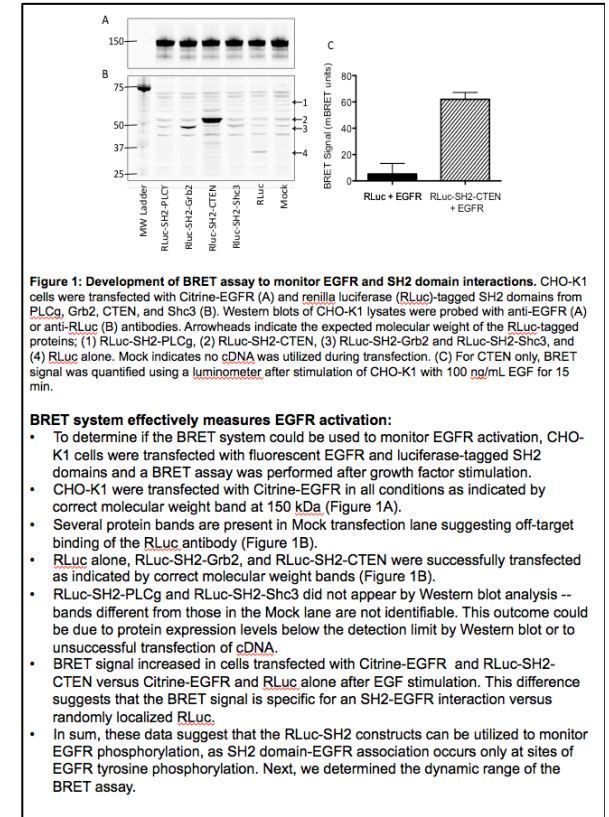 A
150
B
75
50
37
25
1
2
3
4
MW Ladder
RLuc-SH2-PLCY
Rluc-SH2-Grb2
RLuc-SH2-CTEN
Rluc-SH2-Shc3
RLuc
Mock
C
BRET Signal (mBRET units)
80
60
40
20
0
RLuc + EGFR
RLuc-SH2-CTEN
+ EGFR
Figure 1: Development of BRET assay to monitor EGFR and SH2 domain interactions. CHO-K1
cells were transfected with Citrine-EGFR (A) and renilla luciferase (RLuc)-tagged SH2 domains from
PLCg, Grb2, CTEN, and Shc3 (B). Western blots of CHO-K1 lysates were probed with anti-EGFR (A)
or anti-RLuc (B) antibodies. Arrowheads indicate the expected molecular weight of the RLuc-tagged
proteins; (1) RLuc-SH2-PLCg, (2) RLuc-SH2-CTEN, (3) RLuc-SH2-Grb2 and RLuc-SH2-Shc3, and
(4) RLuc alone. Mock indicates no cDNA was utilized during transfection. (C) For CTEN only, BRET
signal was quantified using a luminometer after stimulation of CHO-K1 with 100 ng/mL EGF for 15
min.
BRET system effectively measures EGFR activation:
• To determine if the BRET system could be used to monitor EGFR activation, CHO-
K1 cells were transfected with fluorescent EGFR and luciferase-tagged SH2
domains and a BRET assay was performed after growth factor stimulation.
• CHO-K1 were transfected with Citrine-EGFR in all conditions as indicated by
correct molecular weight band at 150 kDa (Figure 1A).
• Several protein bands are present in Mock transfection lane suggesting off-target
binding of the RLuc antibody (Figure 1B).
• RLuc alone, RLuc-SH2-Grb2, and RLuc-SH2-CTEN were successfully transfected
as indicated by correct molecular weight bands (Figure 1B).
• RLuc-SH2-PLCg and RLuc-SH2-Shc3 did not appear by Western blot analysis --
bands different from those in the Mock lane are not identifiable. This outcome could
be due to protein expression levels below the detection limit by Western blot or to
unsuccessful transfection of cDNA.
• BRET signal increased in cells transfected with Citrine-EGFR and RLuc-SH2-
CTEN versus Citrine-EGFR and RLuc alone after EGF stimulation. This difference
suggests that the BRET signal is specific for an SH2-EGFR interaction versus
randomly localized RLuc.
• In sum, these data suggest that the RLuc-SH2 constructs can be utilized to monitor
EGFR phosphorylation, as SH2 domain-EGFR association occurs only at sites of
EGFR tyrosine phosphorylation. Next, we determined the dynamic range of the
BRET assay.